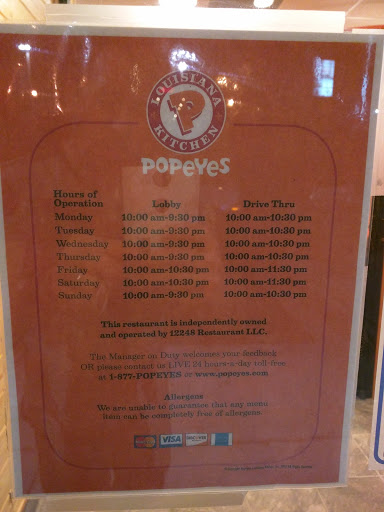 LOUISIANA
KITCHEN
POPEYES
Hours of
Operation Lobby Drive Thru
Monday 10:00 am-9:30 pm 10:00 am-10:30 pm
Tuesday 10:00 am-9:30 pm 10:00 am-10:30 pm
Wednesday 10:00 am-9:30 pm 10:00 am-10:30 pm
Thursday 10:00 am-9:30 pm 10:00 am-10:30 pm
Friday 10:00 am-10:30 pm 10:00 am-11:30 pm
Saturday 10:00 am-10:30 pm 10:00 am-11:30 pm
Sunday 10:00 am-9:30 pm 10:00 am-10:30 pm
This restaurant is independently owned
and operated by 12248 Restaurant LLC.
The Manager on Duty welcomes your feedback
OR please contact us LIVE 24 hours-a-day toll-free
at 1-877-POPEYES or www.popeyes.com
Allergens
We are unable to guarantee that any menu
item can be completely free of allergens.
MasterCard VISA